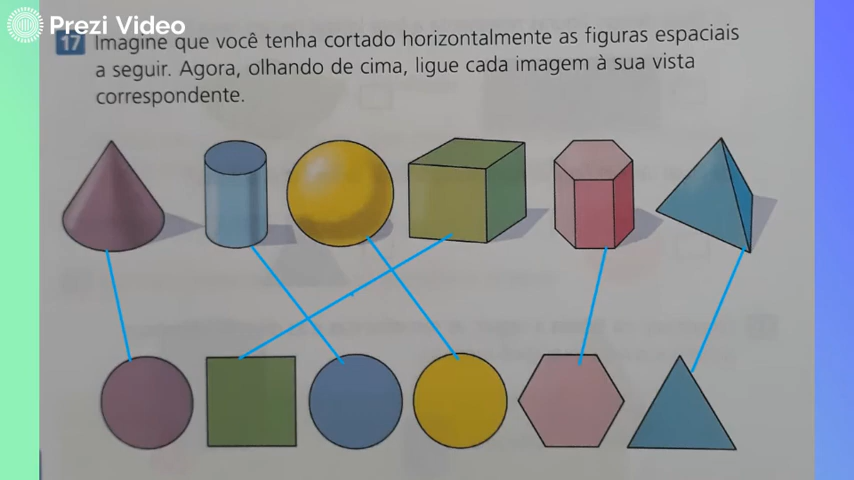 Prezi Video
17 Imagine que você tenha cortado horizontalmente as figuras espaciais
a seguir. Agora, olhando de cima, ligue cada imagem à sua vista
correspondente.